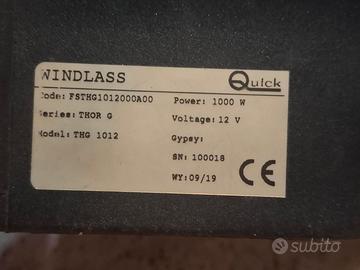 WINDLASS
Quick
Code: FSTHG1012000A00
Power: 1000 W
Series: THOR G
Voltage: 12 V
Model: THG 1012
Gypsy:
SN: 100018
WY: 09/19
CE
subito